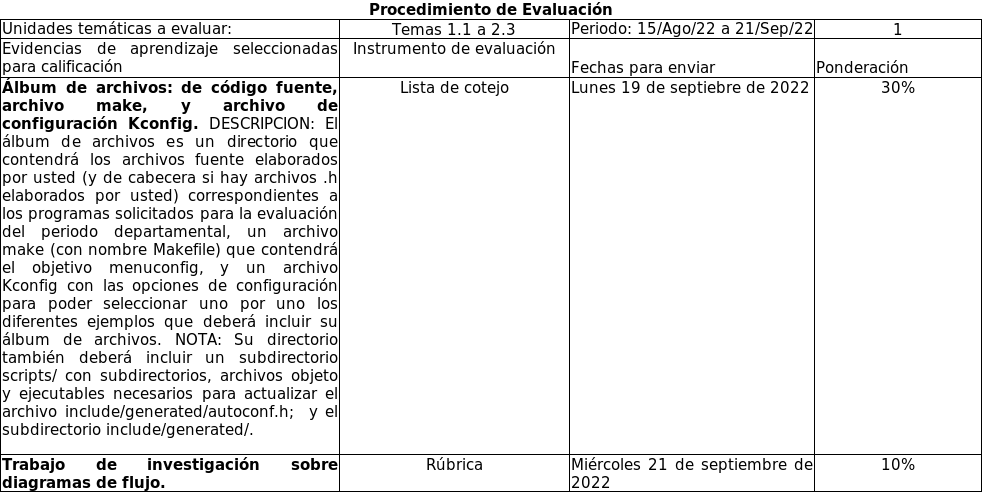 Procedimiento de Evaluación
Unidades temáticas a evaluar:
Temas 1.1 a 2.3
Periodo: 15/Ago/22 a 21/Sep/22
1
Evidencias de aprendizaje seleccionadas
para calificación
Instrumento de evaluación
Fechas para enviar
Ponderación
Álbum de archivos: de código fuente,
archivo make, y archivo de
configuración Kconfig. DESCRIPCION: El
álbum de archivos es un directorio que
contendrá los archivos fuente elaborados
por usted (y de cabecera si hay archivos .h
elaborados por usted) correspondientes a
los programas solicitados para la evaluación
del periodo departamental, un archivo
make (con nombre Makefile) que contendrá
el objetivo menuconfig, y un archivo
Kconfig con las opciones de configuración
para poder seleccionar uno por uno los
diferentes ejemplos que deberá incluir su
álbum de archivos. NOTA: Su directorio
también deberá incluir un subdirectorio
scripts/ con subdirectorios, archivos objeto
y ejecutables necesarios para actualizar el
archivo include/generated/autoconf.h; y el
subdirectorio include/generated/.
Lista de cotejo
Lunes 19 de septiebre de 2022
30%
Trabajo de investigación sobre
diagramas de flujo.
Rúbrica
Miércoles 21 de septiembre de
2022
10%